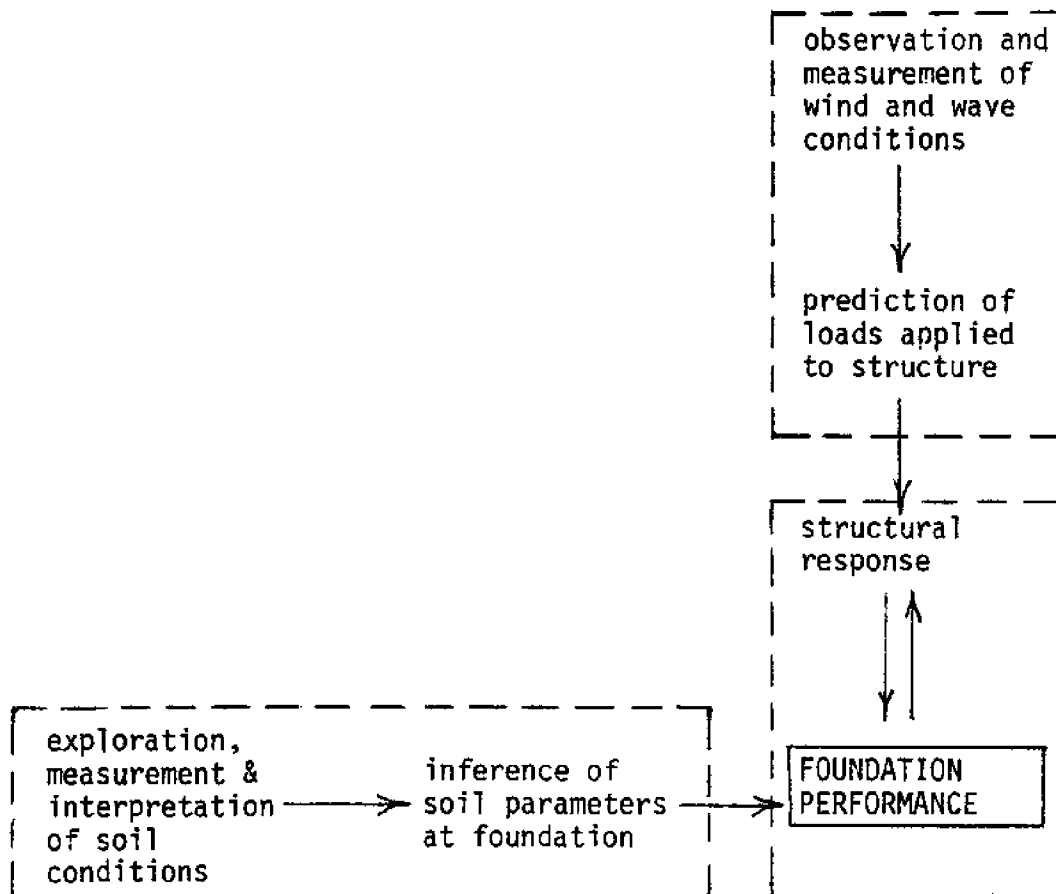 observation and
measurement of
wind and wave
conditions
prediction of
loads applied
to structure
structural
response
exploration,
measurement &
interpretation
of soil
conditions
inference of
soil parameters
at foundation
FOUNDATION
PERFORMANCE